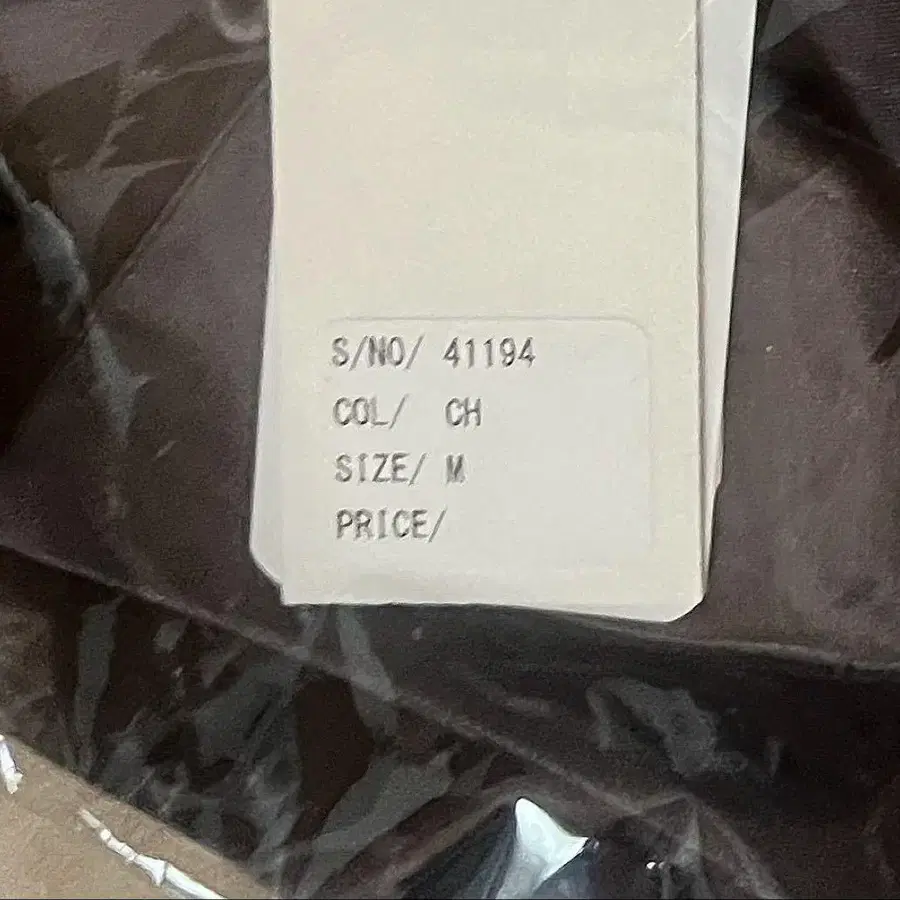 S/NO/ 41194
COL/ CH
SIZE/ M
PRICE/